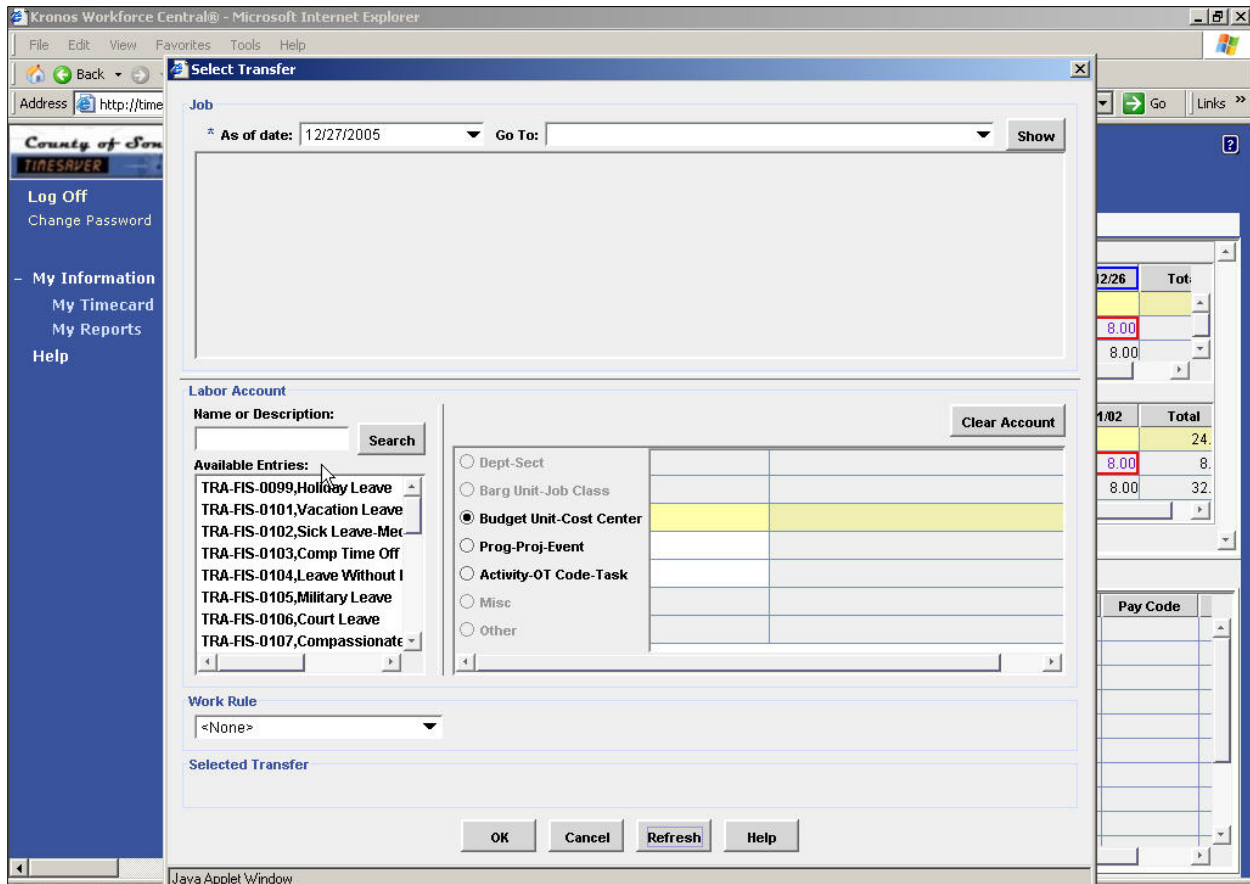 Kronos Workforce Central® - Microsoft Internet Explorer
File Edit View Favorites Tools Help
Back
Select Transfer
Address http://time
Go Links »
County of Son
TIMESAVER
Log Off
Change Password
– My Information
My Timecard
My Reports
Help
Job
* As of date: 12/27/2005 Go To: Show
Labor Account
Name or Description:
Search
Clear Account
Available Entries:
TRA-FIS-0099,Holiday Leave
TRA-FIS-0101,Vacation Leave
TRA-FIS-0102,Sick Leave-Med
TRA-FIS-0103,Comp Time Off
TRA-FIS-0104,Leave Without
TRA-FIS-0105,Military Leave
TRA-FIS-0106,Court Leave
TRA-FIS-0107,Compassionate
Dept-Sect
Barg Unit-Job Class
Budget Unit-Cost Center
Prog-Proj-Event
Activity-OT Code-Task
Misc
Other
Work Rule
<None>
Selected Transfer
OK Cancel Refresh Help
Java Applet Window
12/26 Tot
8.00
8.00
1/02 Total
24.
8.00 8.
8.00 32.
Pay Code